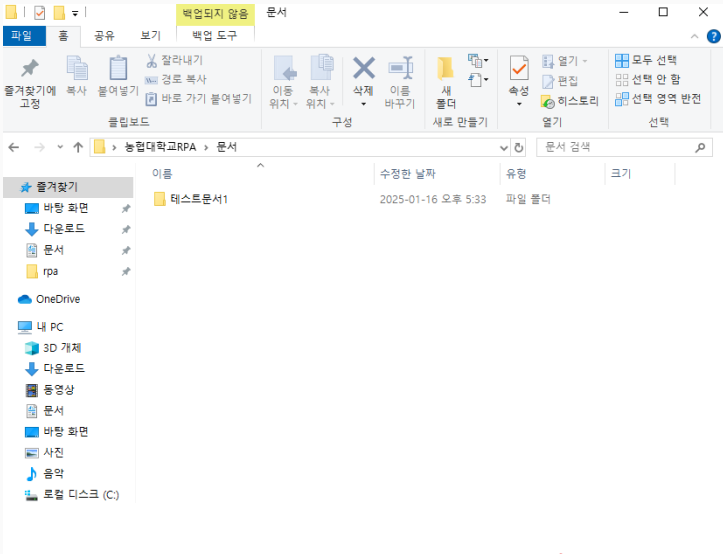 백업되지 않음 문서
파일 홈 공유 보기 백업 도구
즐겨찾기에 고정
복사
붙여넣기
잘라내기
경로 복사
바로 가기 붙여넣기
클립보드
이동 위치
복사 위치
삭제
이름 바꾸기
구성
새 폴더
새로 만들기
속성
열기
편집
히스토리
열기
모두 선택
선택 안 함
선택 영역 반전
선택
농협대학교RPA > 문서
문서 검색
이름 수정한 날짜 유형 크기
테스트문서1 2025-01-16 오후 5:33 파일 폴더
즐겨찾기
바탕 화면
다운로드
문서
rpa
OneDrive
내 PC
3D 개체
다운로드
동영상
문서
바탕 화면
사진
음악
로컬 디스크 (C:)